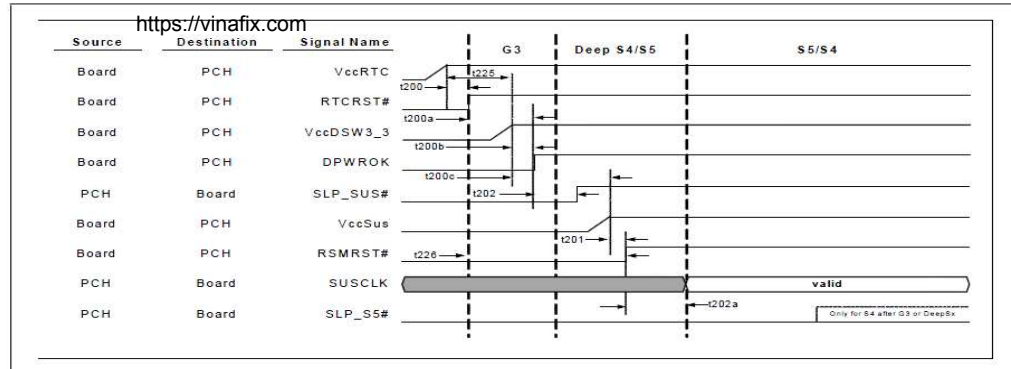 https://vinafix.com
Source Destination Signal Name G3 Deep S4/S5 S5/S4
Board PCH VccRTC
t225
t200
Board PCH RTCRST#
t200a
Board PCH VccDSW3_3
t200b
Board PCH DPWROK
t200c
PCH Board SLP_SUS# t202
Board PCH VccSus
t201
Board PCH RSMRST# t226
PCH Board SUSCLK valid
t202a
PCH Board SLP_S5# Only for S4 after G3 or DeepSx